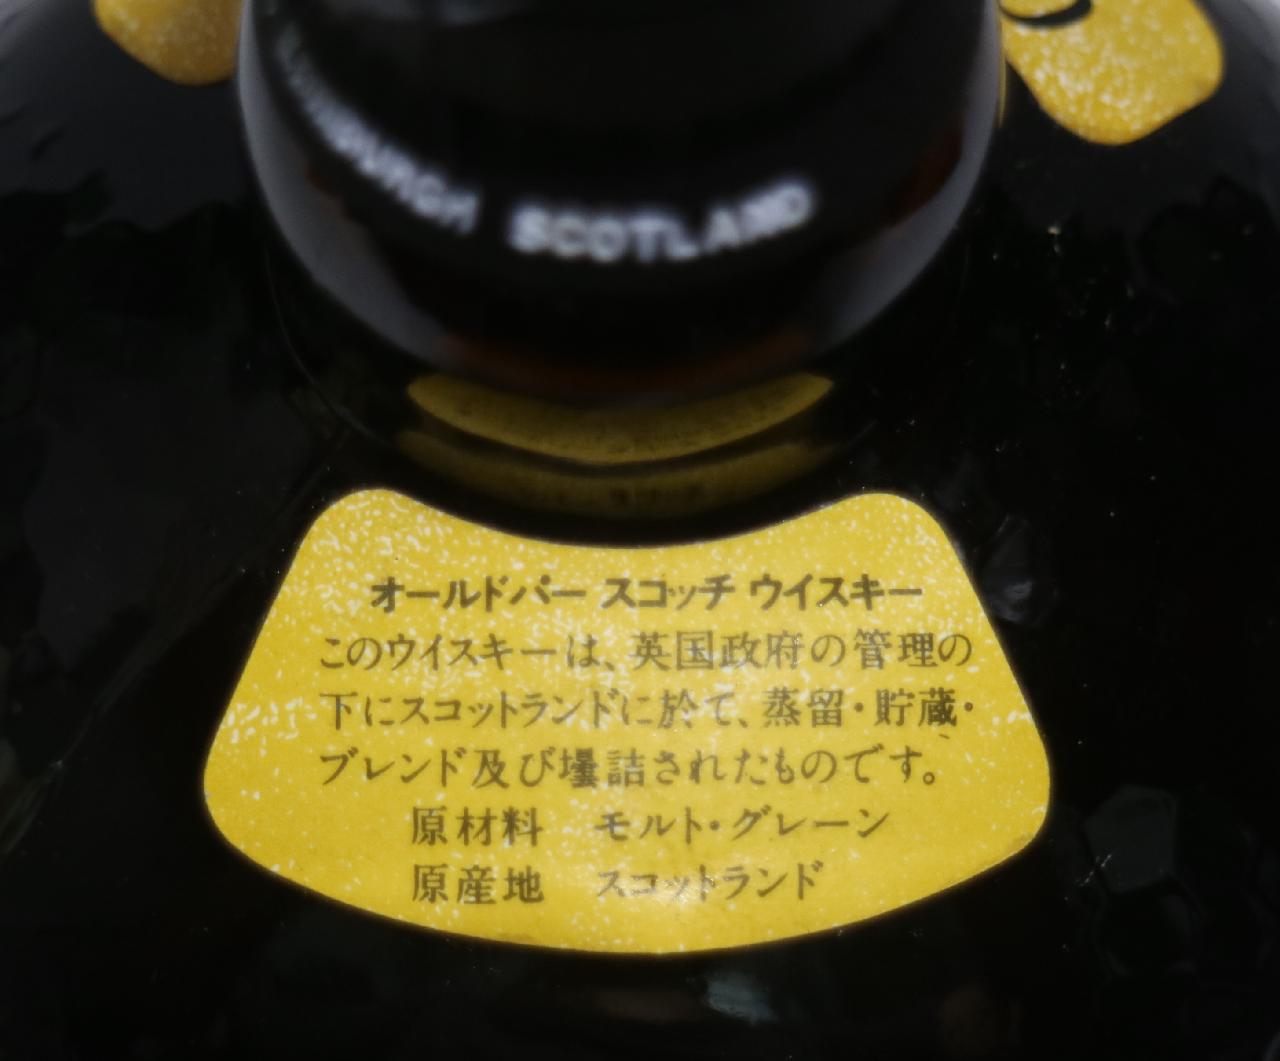 EDINBURGH SCOTLAND
オールドパー スコッチ ウイスキー
このウイスキーは、英国政府の管理の
下にスコットランドに於て、蒸留・貯蔵・
ブレンド及び壜詰されたものです。
原材料 モルト・グレーン
原産地 スコットランド